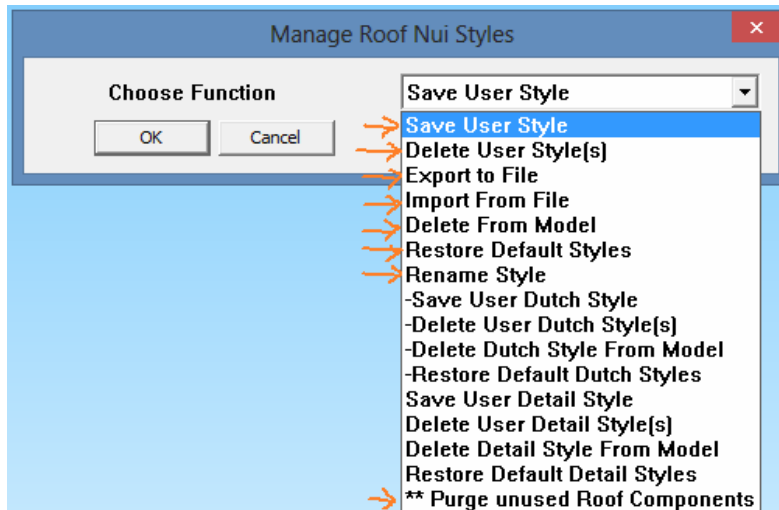 Manage Roof Nui Styles
Choose Function
Save User Style
OK
Cancel
Save User Style
Delete User Style(s)
Export to File
Import From File
Delete From Model
Restore Default Styles
Rename Style
-Save User Dutch Style
-Delete User Dutch Style(s)
-Delete Dutch Style From Model
-Restore Default Dutch Styles
Save User Detail Style
Delete User Detail Style(s)
Delete Detail Style From Model
Restore Default Detail Styles
** Purge unused Roof Components